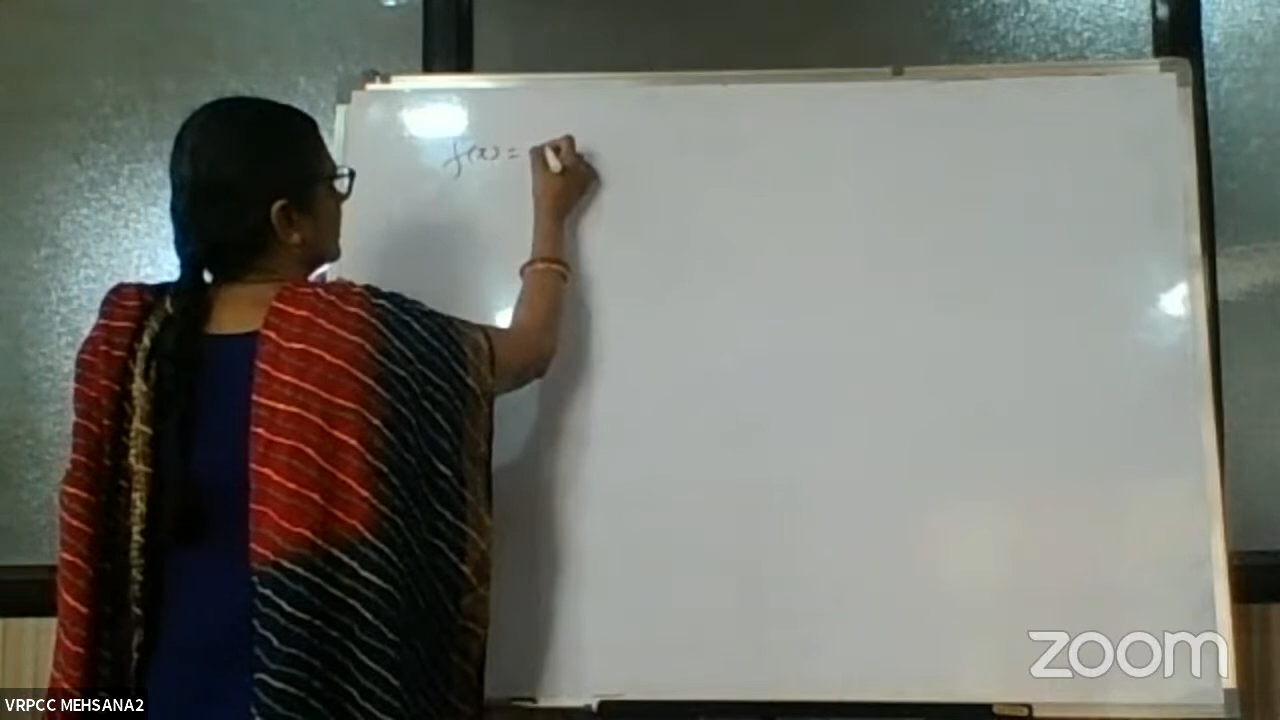 f(x) =
zoom
VRPCC MEHSANA2